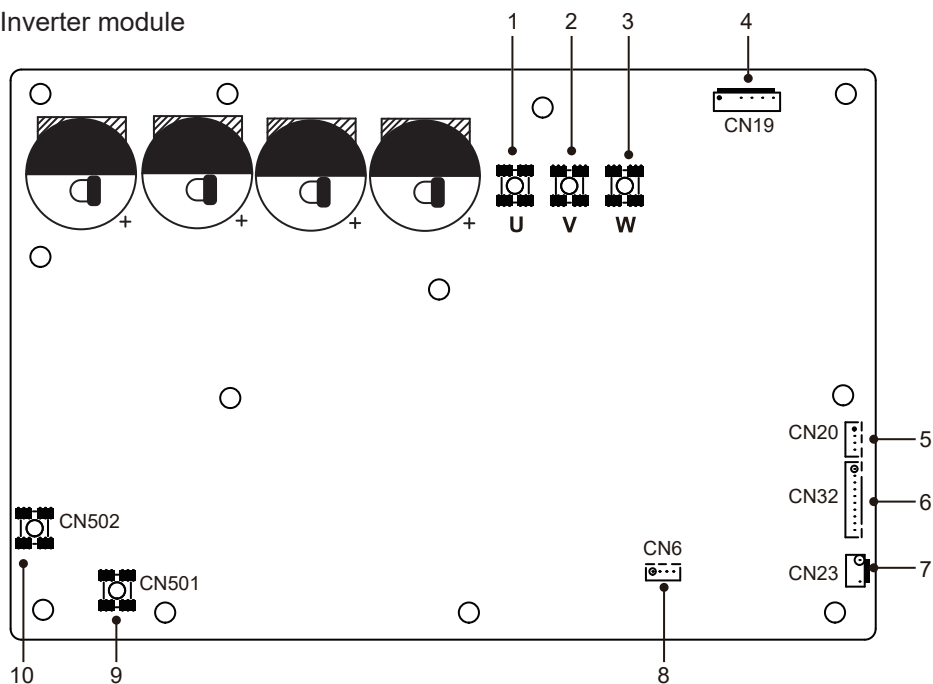 Inverter module
1 2 3 4
CN19
U V W
CN20 5
CN32 6
CN502
CN6
CN501
CN23 7
10 9 8